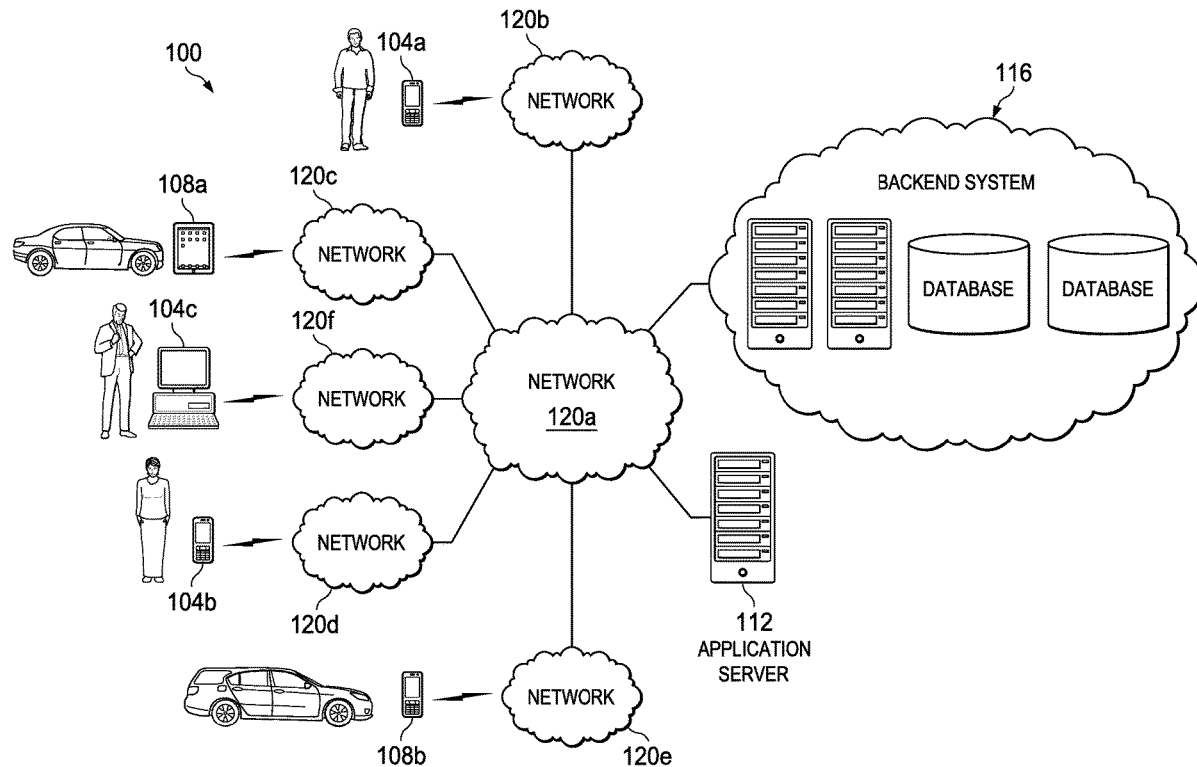 100
104a
120b
NETWORK
116
BACKEND SYSTEM
DATABASE
DATABASE
108a
120c
NETWORK
104c
120f
NETWORK
NETWORK
120a
104b
NETWORK
120d
112
APPLICATION
SERVER
108b
NETWORK
120e